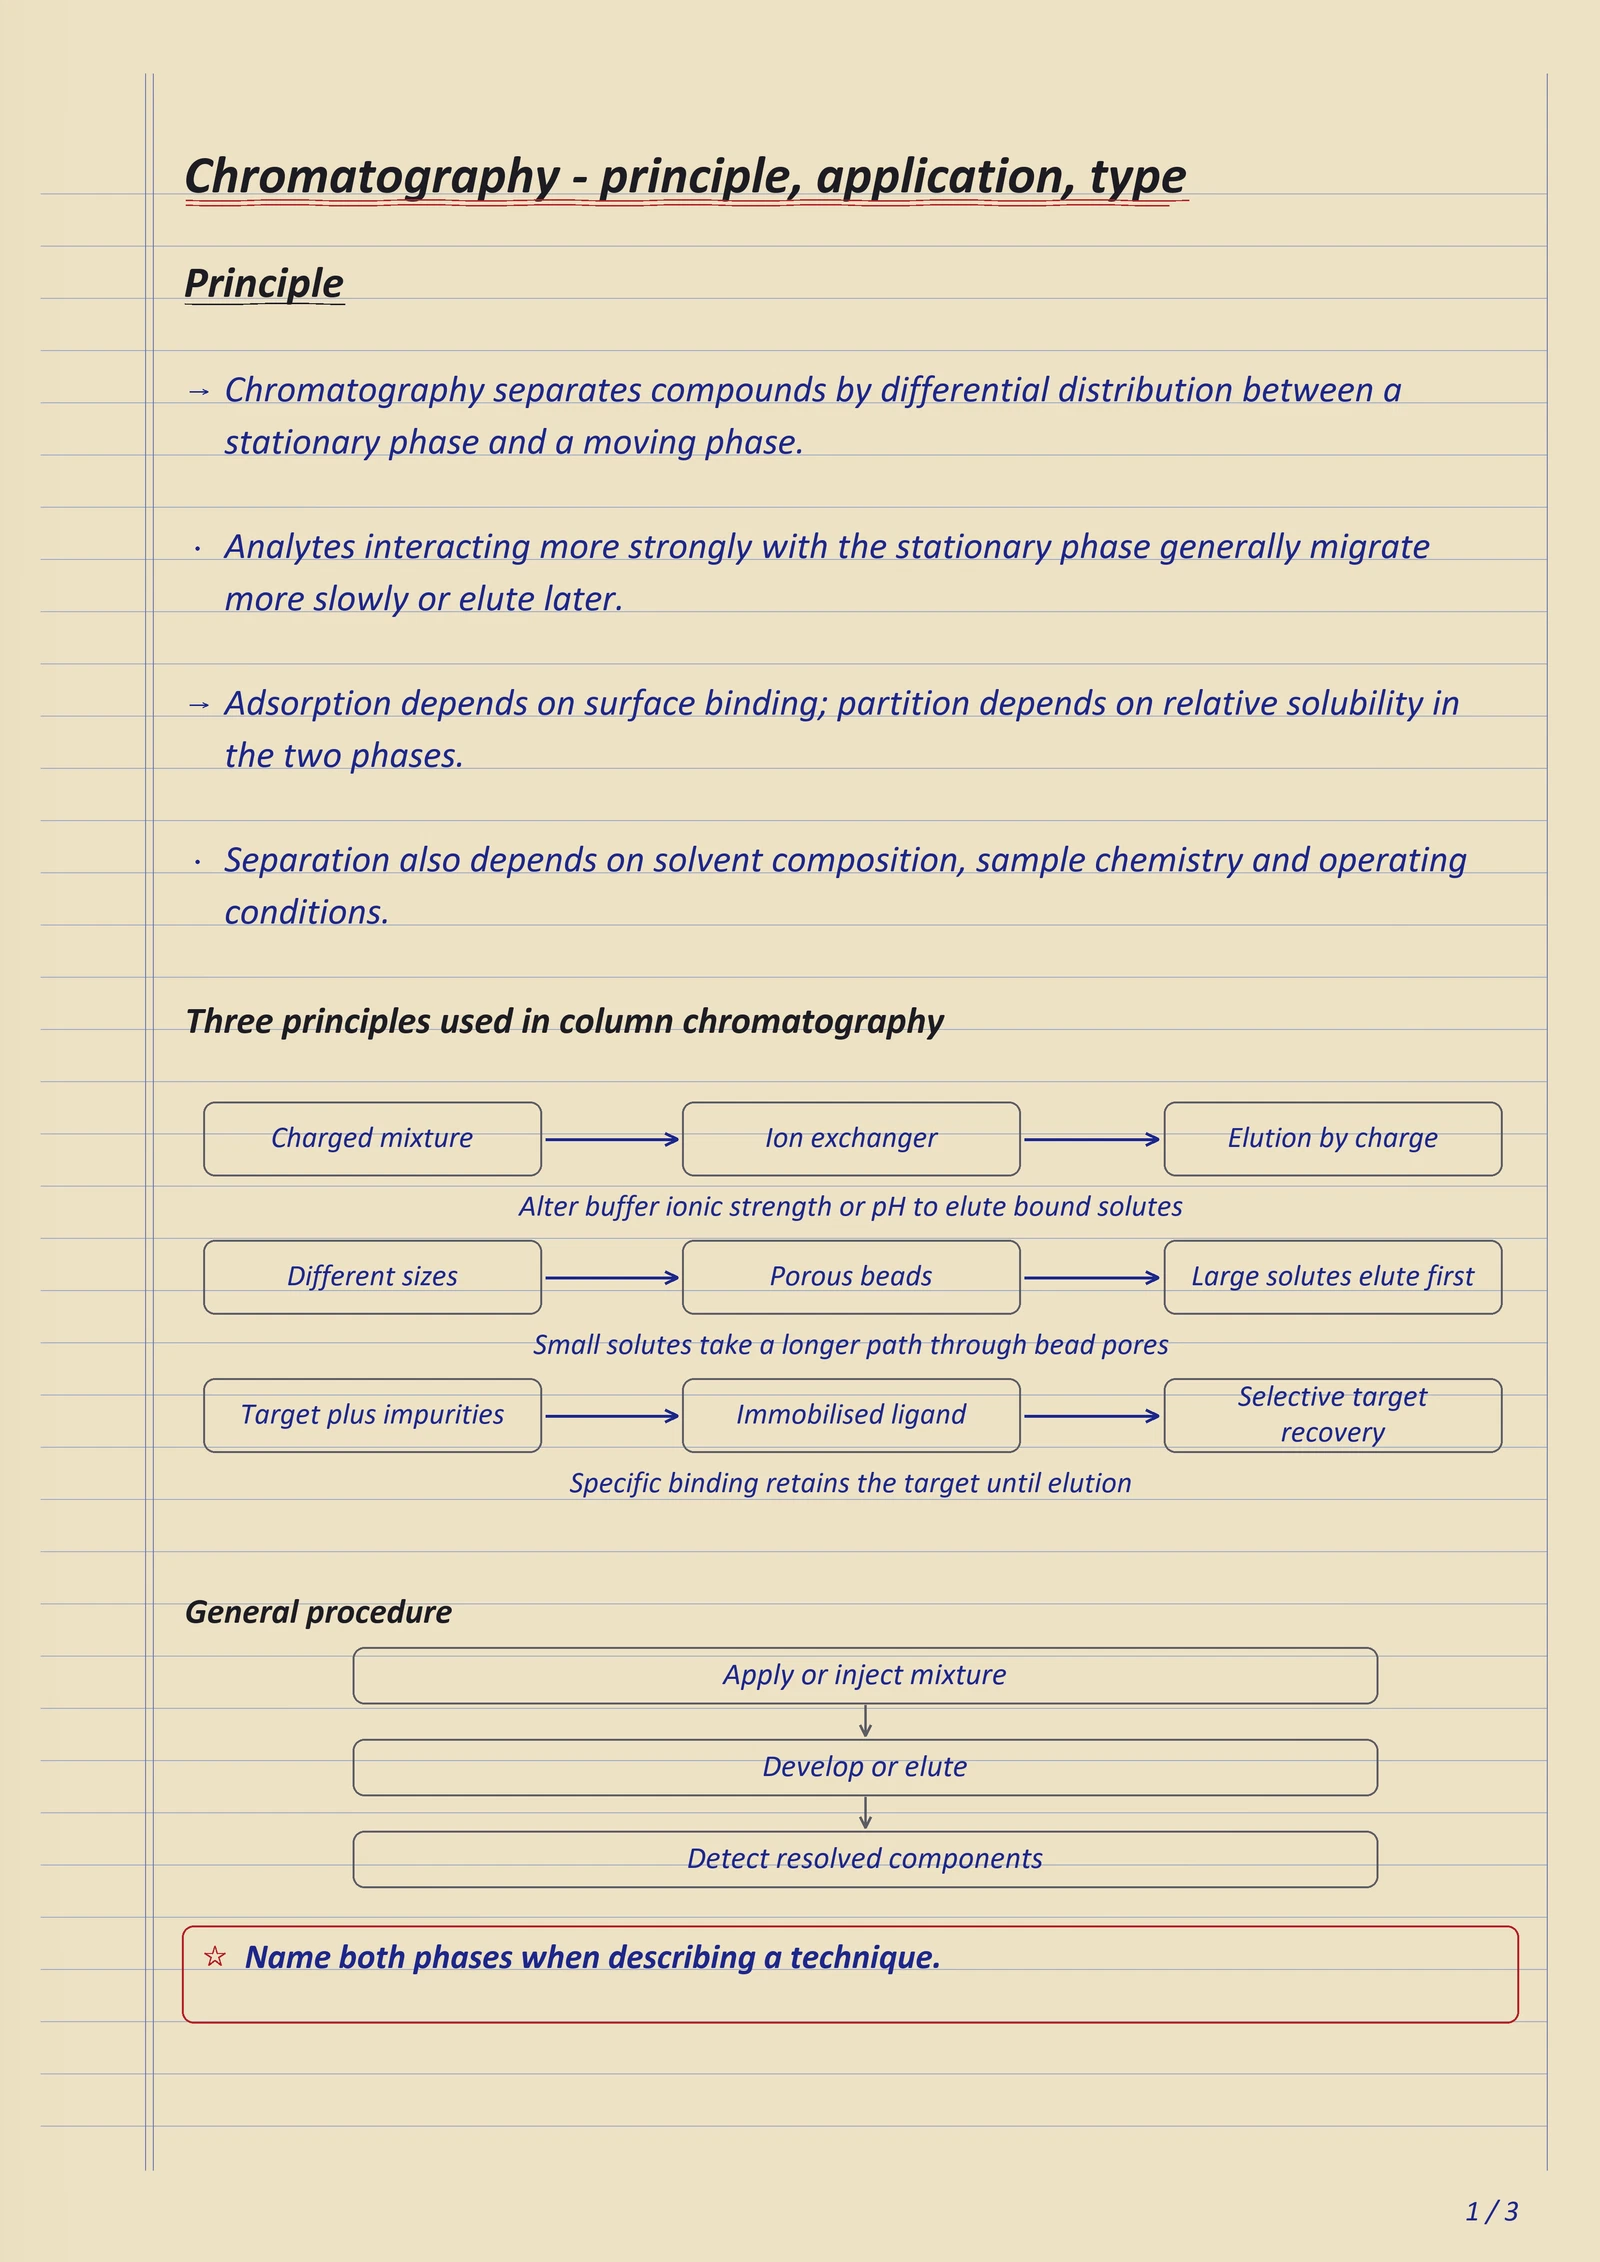 Chromatography - principle, application, type
Principle
→ Chromatography separates compounds by differential distribution between a
stationary phase and a moving phase.
· Analytes interacting more strongly with the stationary phase generally migrate
more slowly or elute later.
→ Adsorption depends on surface binding; partition depends on relative solubility in
the two phases.
· Separation also depends on solvent composition, sample chemistry and operating
conditions.
Three principles used in column chromatography
Charged mixture → Ion exchanger → Elution by charge
Alter buffer ionic strength or pH to elute bound solutes
Different sizes → Porous beads → Large solutes elute first
Small solutes take a longer path through bead pores
Target plus impurities → Immobilised ligand → Selective target
recovery
Specific binding retains the target until elution
General procedure
Apply or inject mixture
Develop or elute
Detect resolved components
☆ Name both phases when describing a technique.
1 / 3